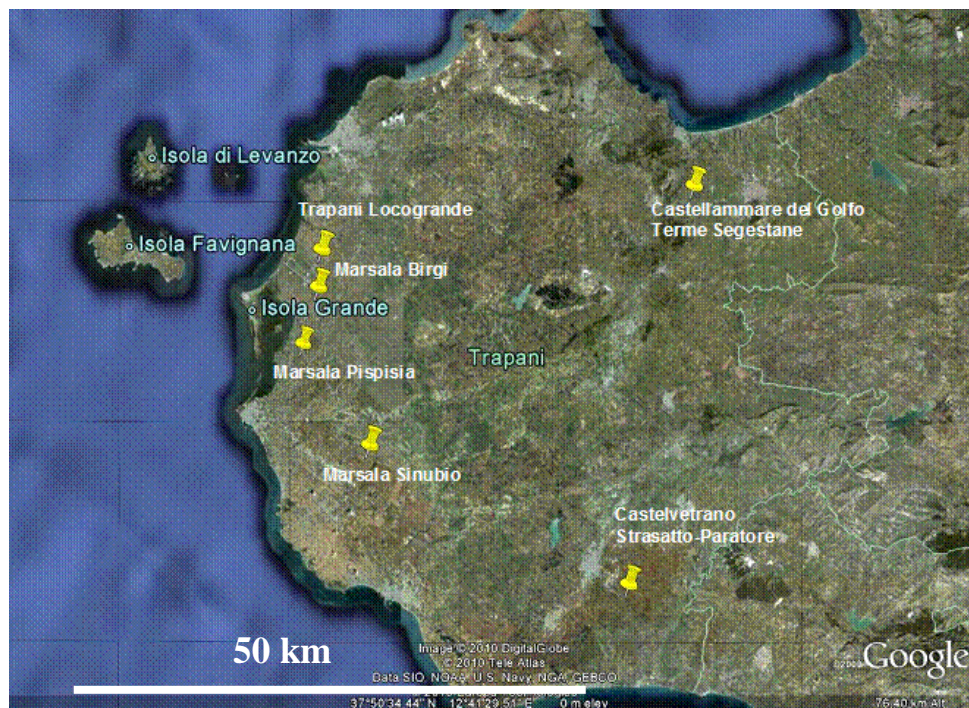 Isola di Levanzo
Castellammare del Golfo
Terme Segestane
Trapani Locogrande
Isola Favignana
Marsala Birgi
Isola Grande
Trapani
Marsala Pispisia
Marsala Sinubio
Castelvetrano
Strasatto-Paratore
50 km
Image © 2010 DigitalGlobe
© 2010 Tele Atlas
Data SIO, NOAA, U.S. Navy, NGA, GEBCO
Google
37°50'34.44" N 12°41'29.51" E 0 m elev
76.40 km Alt